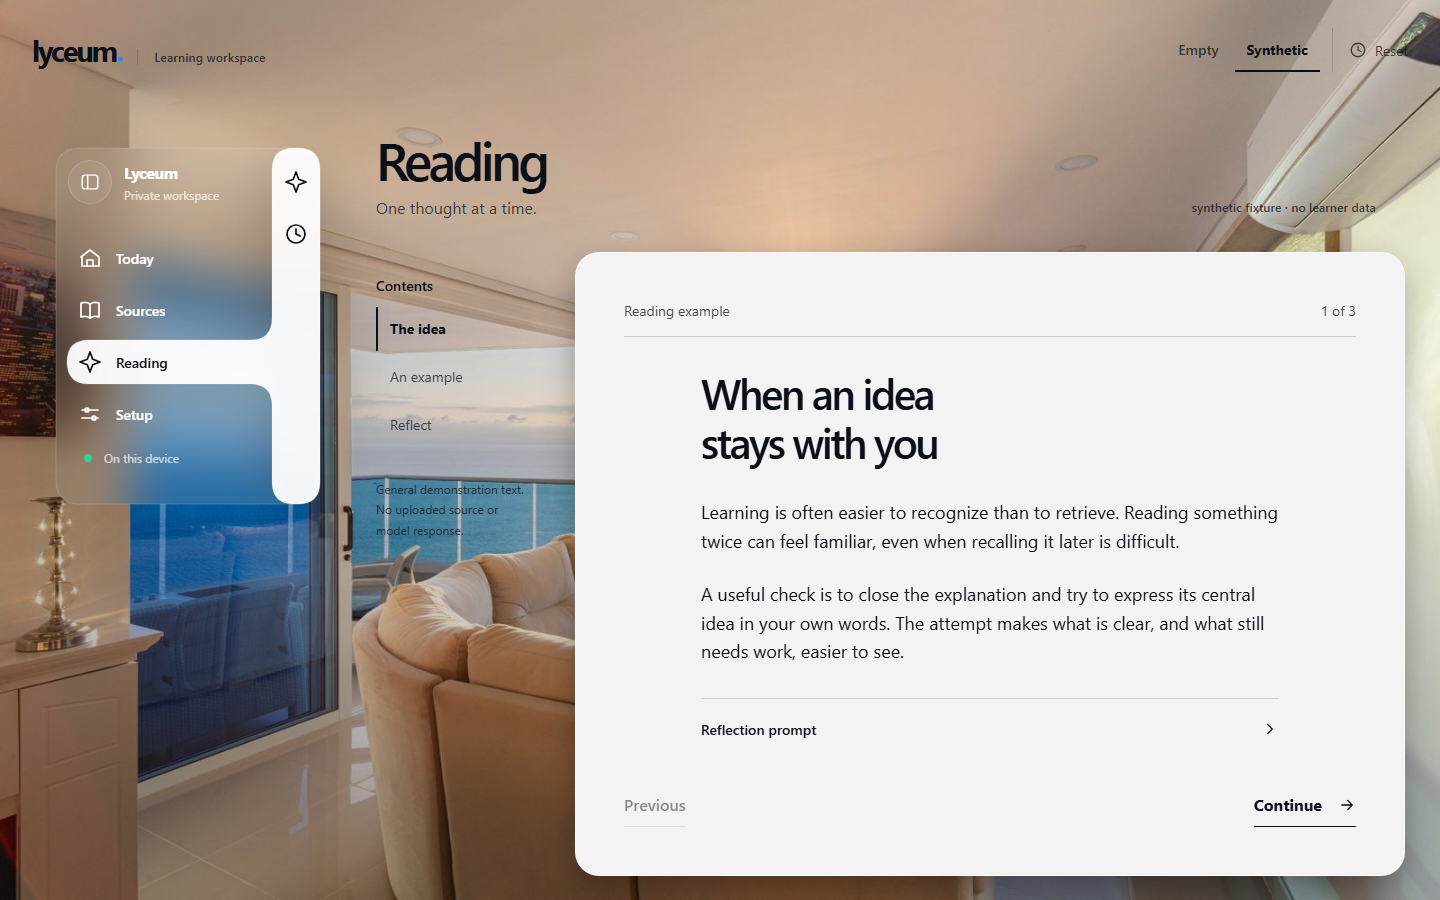 lyceum.
Learning workspace
Empty
Synthetic
Reset
Lyceum
Private workspace
Today
Sources
Reading
Setup
On this device
Reading
One thought at a time.
synthetic fixture · no learner data
Contents
The idea
An example
Reflect
General demonstration text.
No uploaded source or
model response.
Reading example
1 of 3
When an idea
stays with you
Learning is often easier to recognize than to retrieve. Reading something
twice can feel familiar, even when recalling it later is difficult.
A useful check is to close the explanation and try to express its central
idea in your own words. The attempt makes what is clear, and what still
needs work, easier to see.
Reflection prompt
Previous
Continue